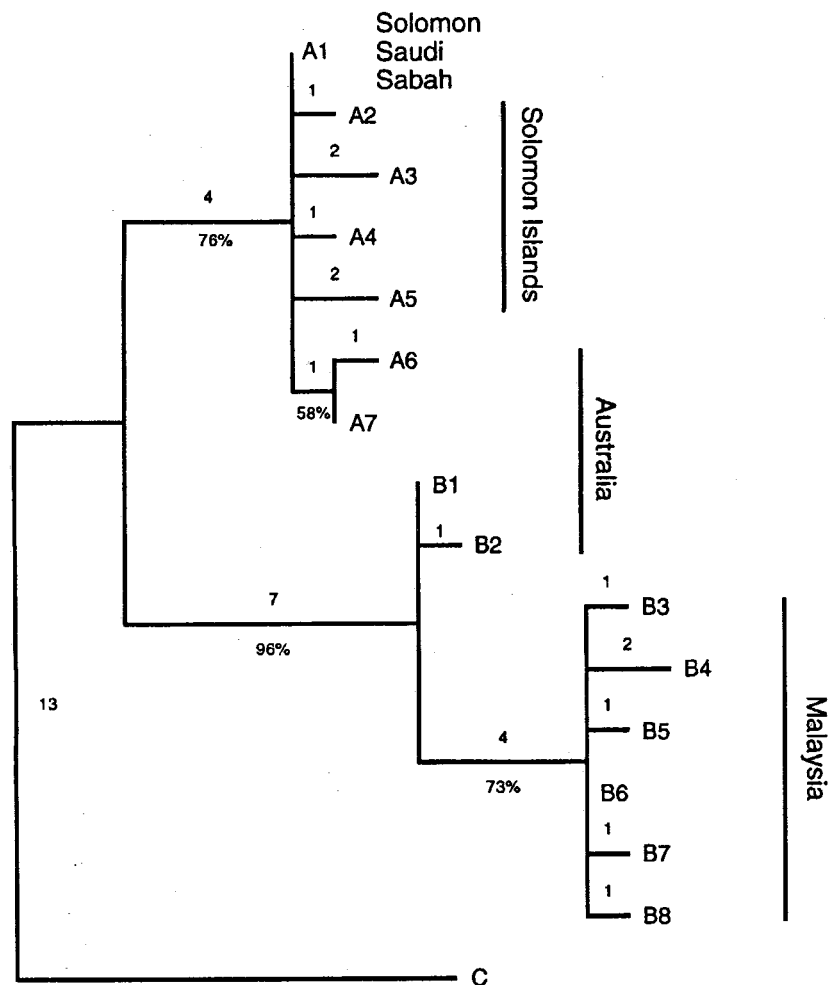 Solomon
A1 Saudi
Sabah
1
A2
2
A3
4
1
76%
A4
2
A5
Solomon Islands
1
1
A6
58%
A7
B1
1
B2
Australia
7
96%
1
B3
2
B4
1
B5
4
73%
B6
1
B7
1
B8
Malaysia
13
C